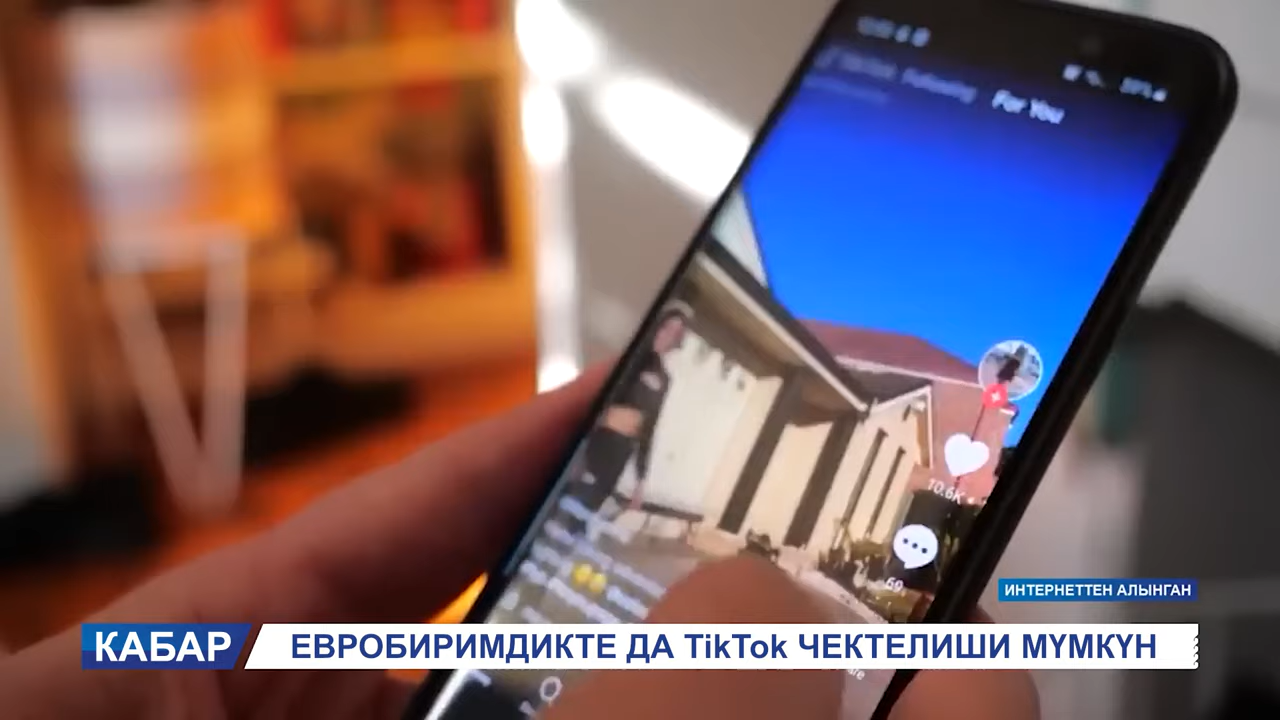 Following For You
10.6K
69
ИНТЕРНЕТТЕН АЛЫНГАН
КАБАР
ЕВРОБИРИМДИКТЕ ДА TikTok ЧЕКТЕЛИШИ МҮМКҮН